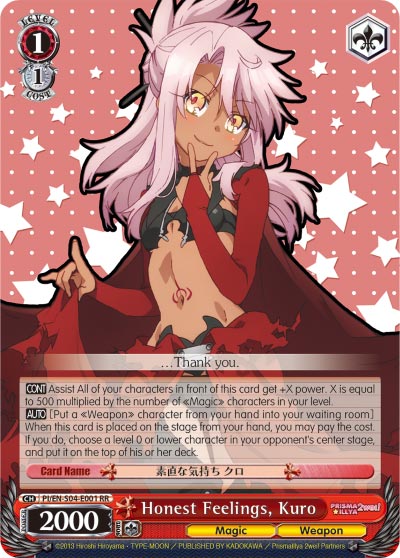 LEVEL
1
1
COST
…Thank you.
CONT Assist All of your characters in front of this card get +X power. X is equal
to 500 multiplied by the number of «Magic» characters in your level.
AUTO [Put a «Weapon» character from your hand into your waiting room]
When this card is placed on the stage from your hand, you may pay the cost.
If you do, choose a level 0 or lower character in your opponent's center stage,
and put it on the top of his or her deck.
Card Name 素直な気持ち クロ
CH PI/EN-S04-E001 RR
Honest Feelings, Kuro
PRISMA☆ILLYA 2wei!
POWER
2000
SOUL
Magic
Weapon
©2013 Hiroshi Hiroyama・TYPE-MOON / PUBLISHED BY KADOKAWA / Prismaillya 2wei! Partners